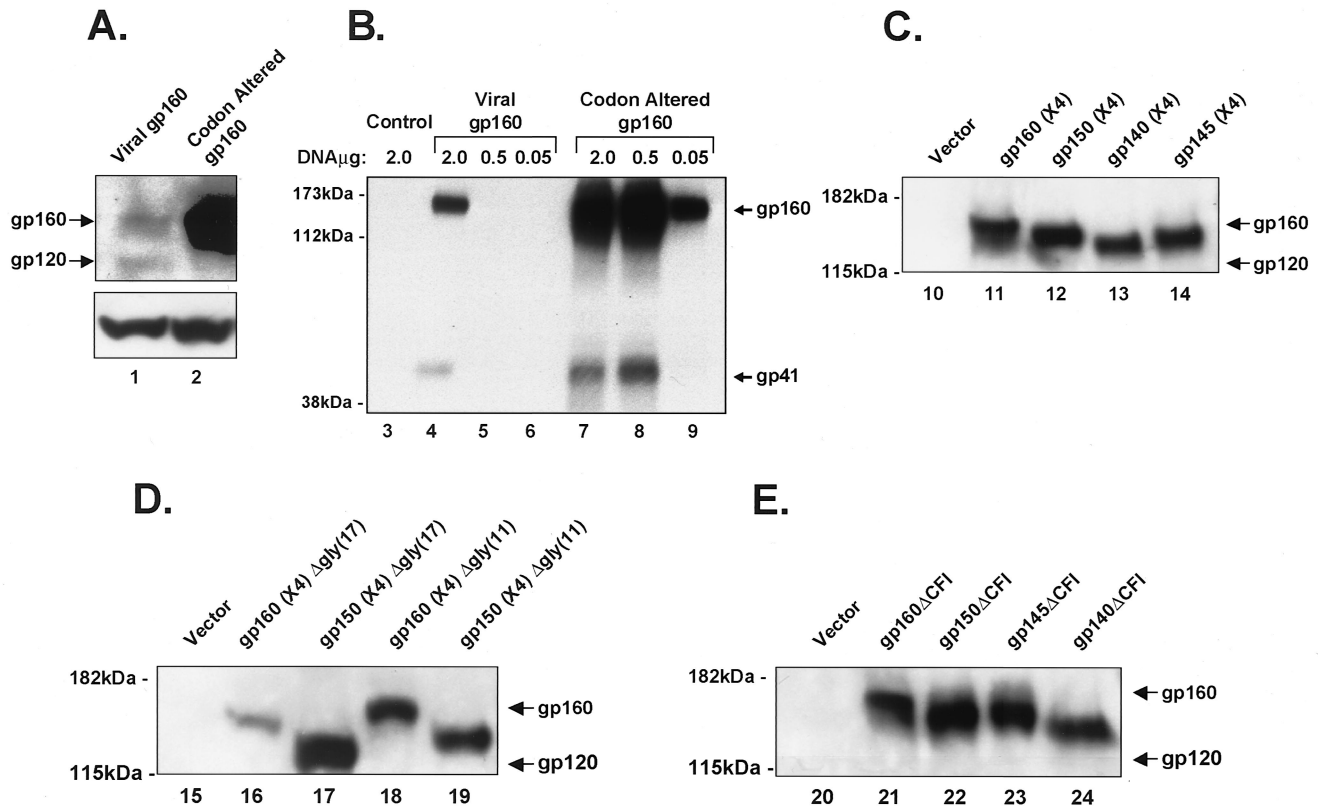 A.
Viral gp160
Codon Altered
gp160
gp160
gp120
1 2
B.
Control
Viral
gp160
Codon Altered
gp160
DNAµg: 2.0 2.0 0.5 0.05 2.0 0.5 0.05
173kDa -
112kDa -
38kDa -
gp160
gp41
3 4 5 6 7 8 9
C.
Vector
gp160 (X4)
gp150 (X4)
gp140 (X4)
gp145 (X4)
182kDa -
115kDa -
gp160
gp120
10 11 12 13 14
D.
Vector
gp160 (X4) Δgly(17)
gp150 (X4) Δgly(17)
gp160 (X4) Δgly(11)
gp150 (X4) Δgly(11)
182kDa -
115kDa -
gp160
gp120
15 16 17 18 19
E.
Vector
gp160ΔCFI
gp150ΔCFI
gp145ΔCFI
gp140ΔCFI
182kDa -
115kDa -
gp160
gp120
20 21 22 23 24